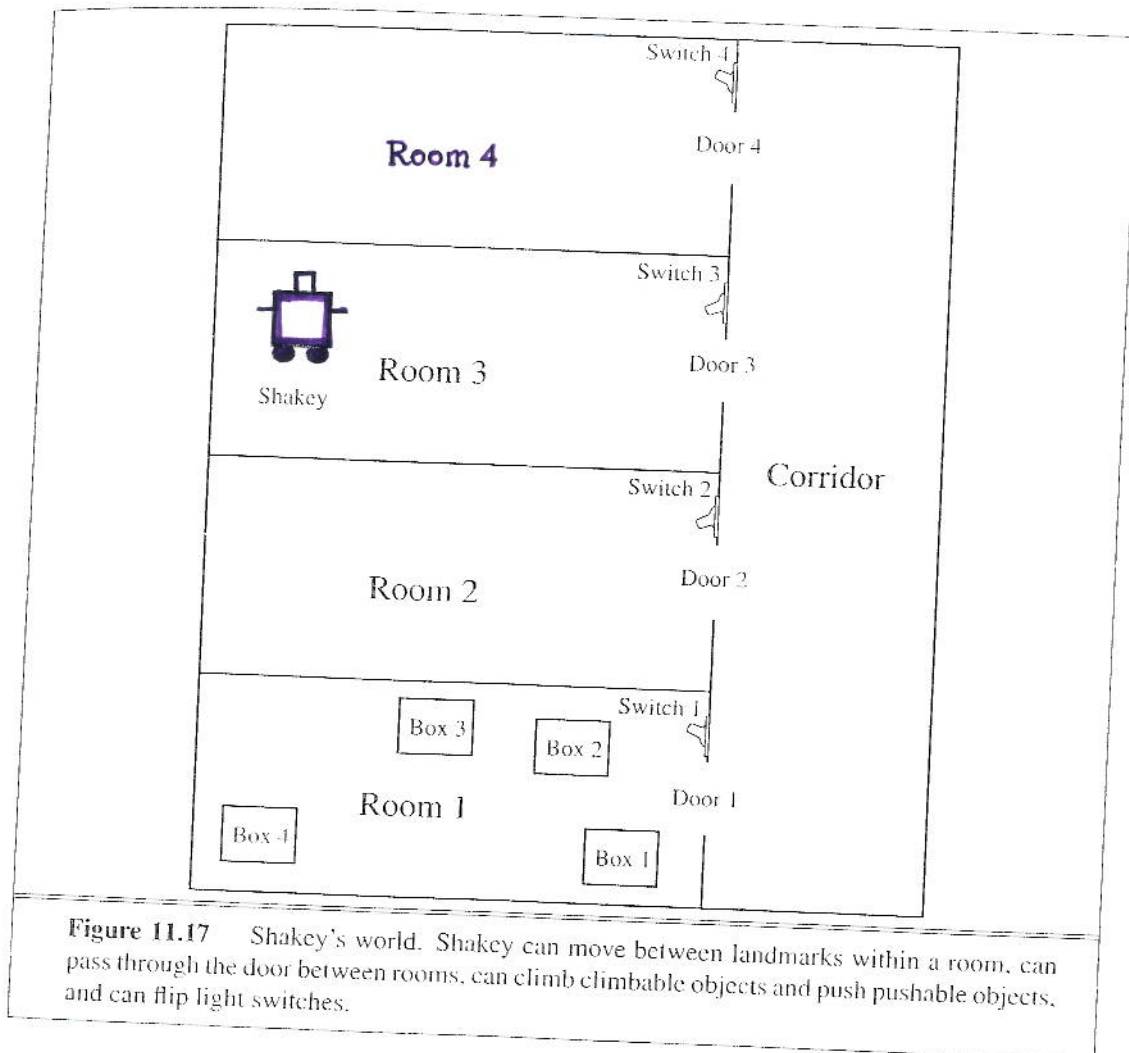 Switch 4
Door 4
Room 4
Switch 3
Door 3
Room 3
Shakey
Corridor
Switch 2
Door 2
Room 2
Switch 1
Box 3
Box 2
Door 1
Room 1
Box 4
Box 1
Figure 11.17 Shakey's world. Shakey can move between landmarks within a room, can
pass through the door between rooms, can climb climbable objects and push pushable objects,
and can flip light switches.